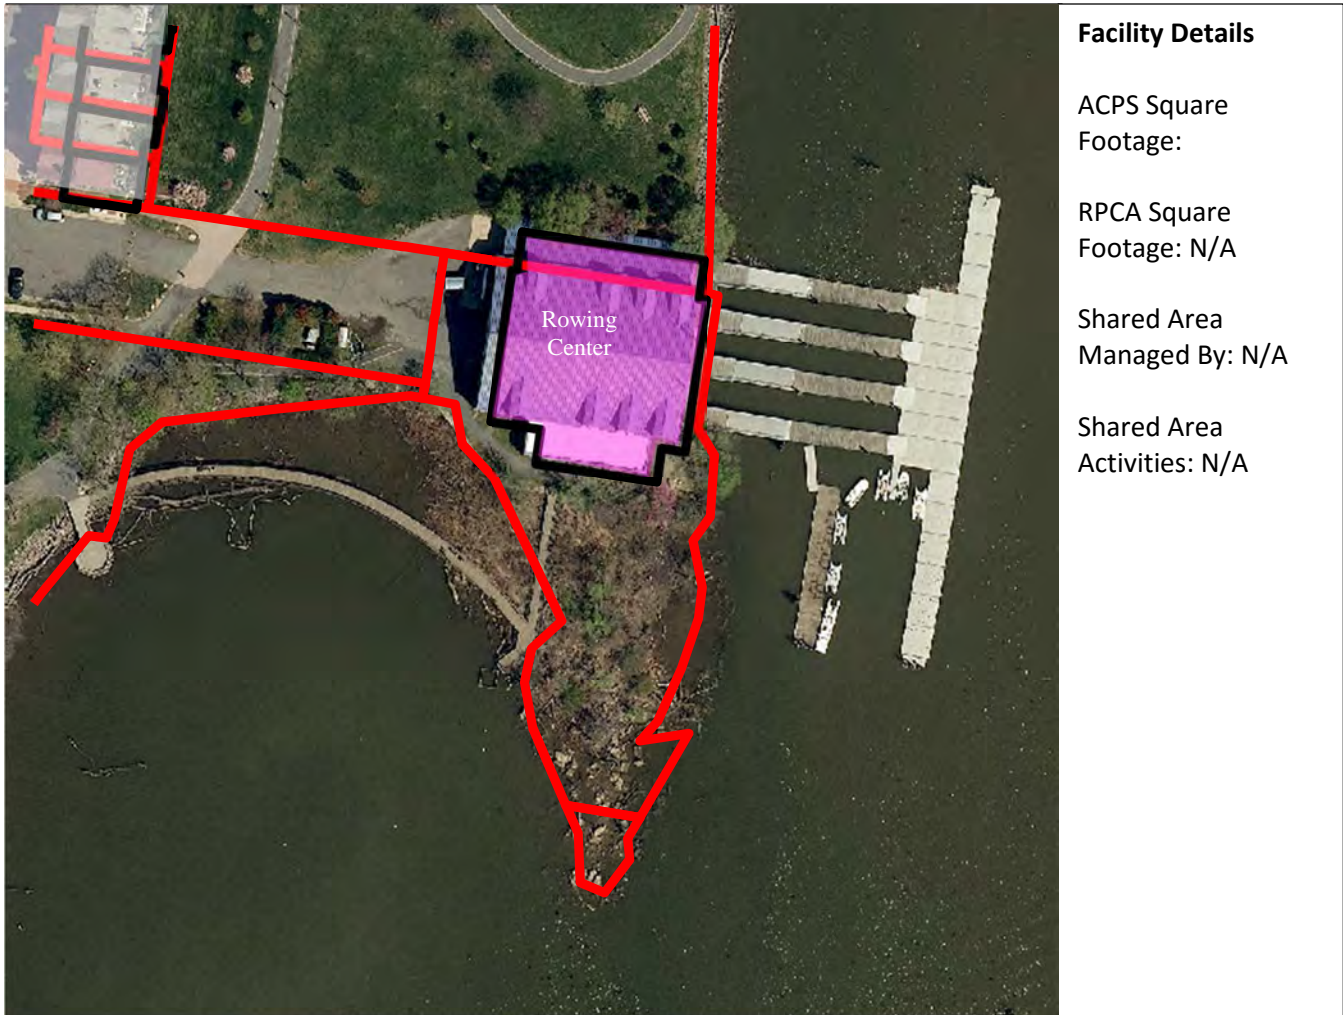 Facility Details
ACPS Square
Footage:
RPCA Square
Footage: N/A
Shared Area
Managed By: N/A
Shared Area
Activities: N/A
Rowing
Center